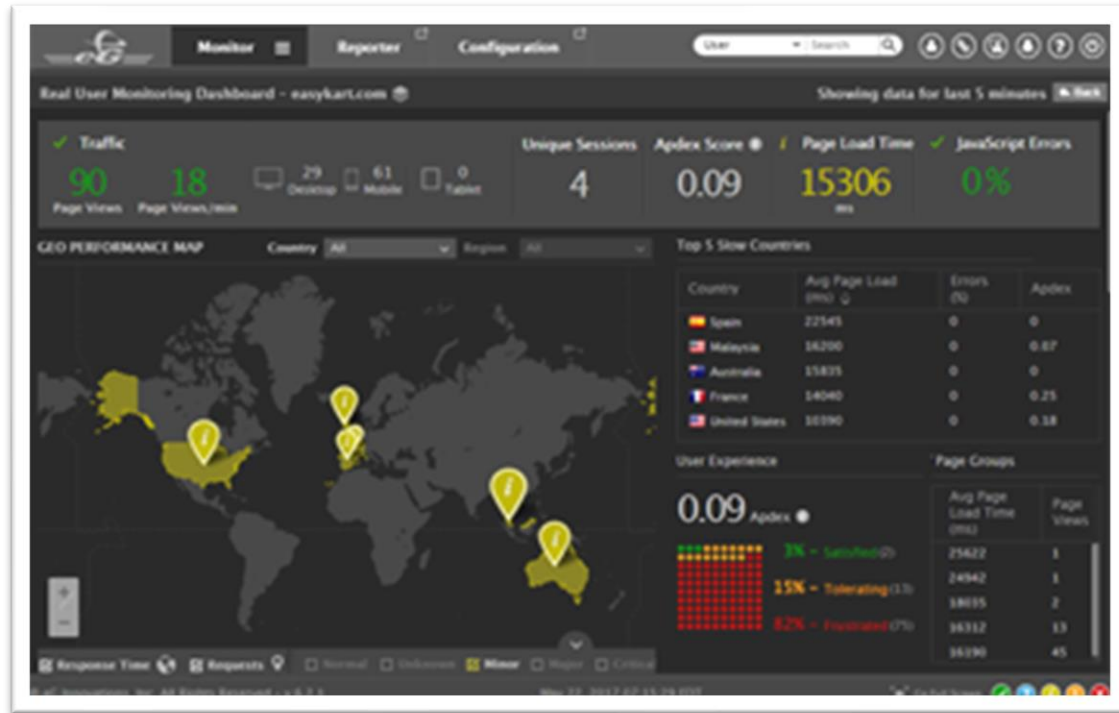 eG
Monitor
Reporter
Configuration
User
Search
Real User Monitoring Dashboard - easykart.com
Showing data for last 5 minutes
Back
Traffic
90
Page Views
18
Page Views/min
29
Desktop
61
Mobile
0
Tablet
Unique Sessions
4
Apdex Score
0.09
Page Load Time
15306
ms
JavaScript Errors
0%
GEO PERFORMANCE MAP
Country All
Region All
Top 5 Slow Countries
Country Avg Page Load (ms) Errors (%) Apdex
Spain 22545 0 0
Malaysia 16200 0 0.07
Australia 15835 0 0
France 14040 0 0.25
United States 10390 0 0.18
User Experience
0.09 Apdex
3% - Satisfied (2)
15% - Tolerating (13)
82% - Frustrated (75)
Page Groups
Avg Page Load Time (ms)
Page Views
25622 1
24942 1
18035 2
16312 13
16190 45
Response Time
Requests
Normal
Unknown
Minor
Major
Critical